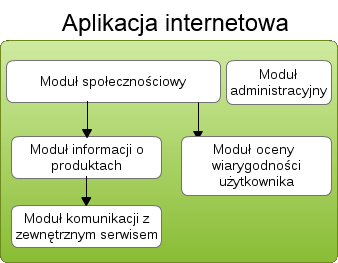 Aplikacja internetowa
Moduł społecznościowy
Moduł
administracyjny
Moduł informacji o
produktach
Moduł oceny
wiarygodności
użytkownika
Moduł komunikacji z
zewnętrznym serwisem